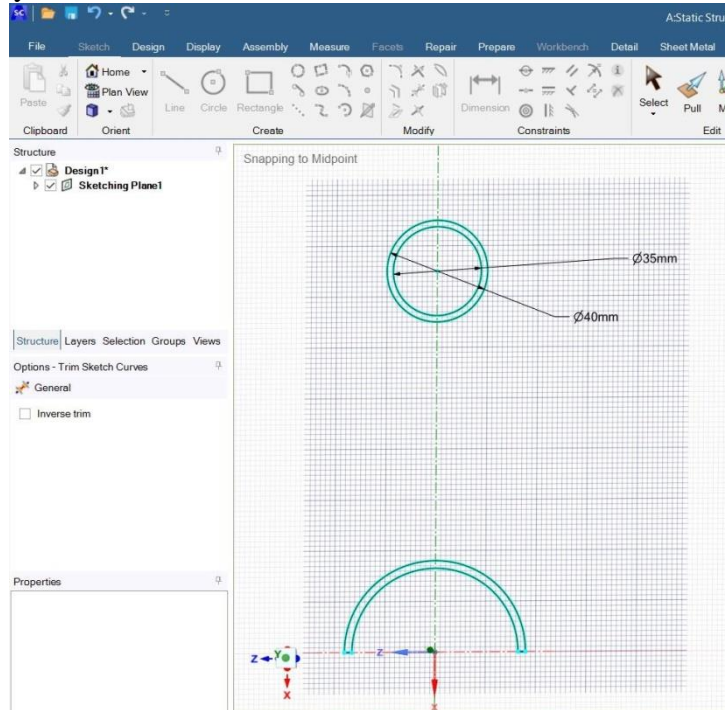 SC
A:Static Stru
File Sketch Design Display Assembly Measure Facets Repair Prepare Workbench Detail Sheet Metal
Home
Plan View
Paste
Line Circle Rectangle
Dimension
Select Pull M
Clipboard Orient Create Modify Constraints Edit
Structure
Design1*
Sketching Plane1
Structure Layers Selection Groups Views
Options - Trim Sketch Curves
General
Inverse trim
Properties
Snapping to Midpoint
Ø35mm
Ø40mm
Z Y
X
Z
X